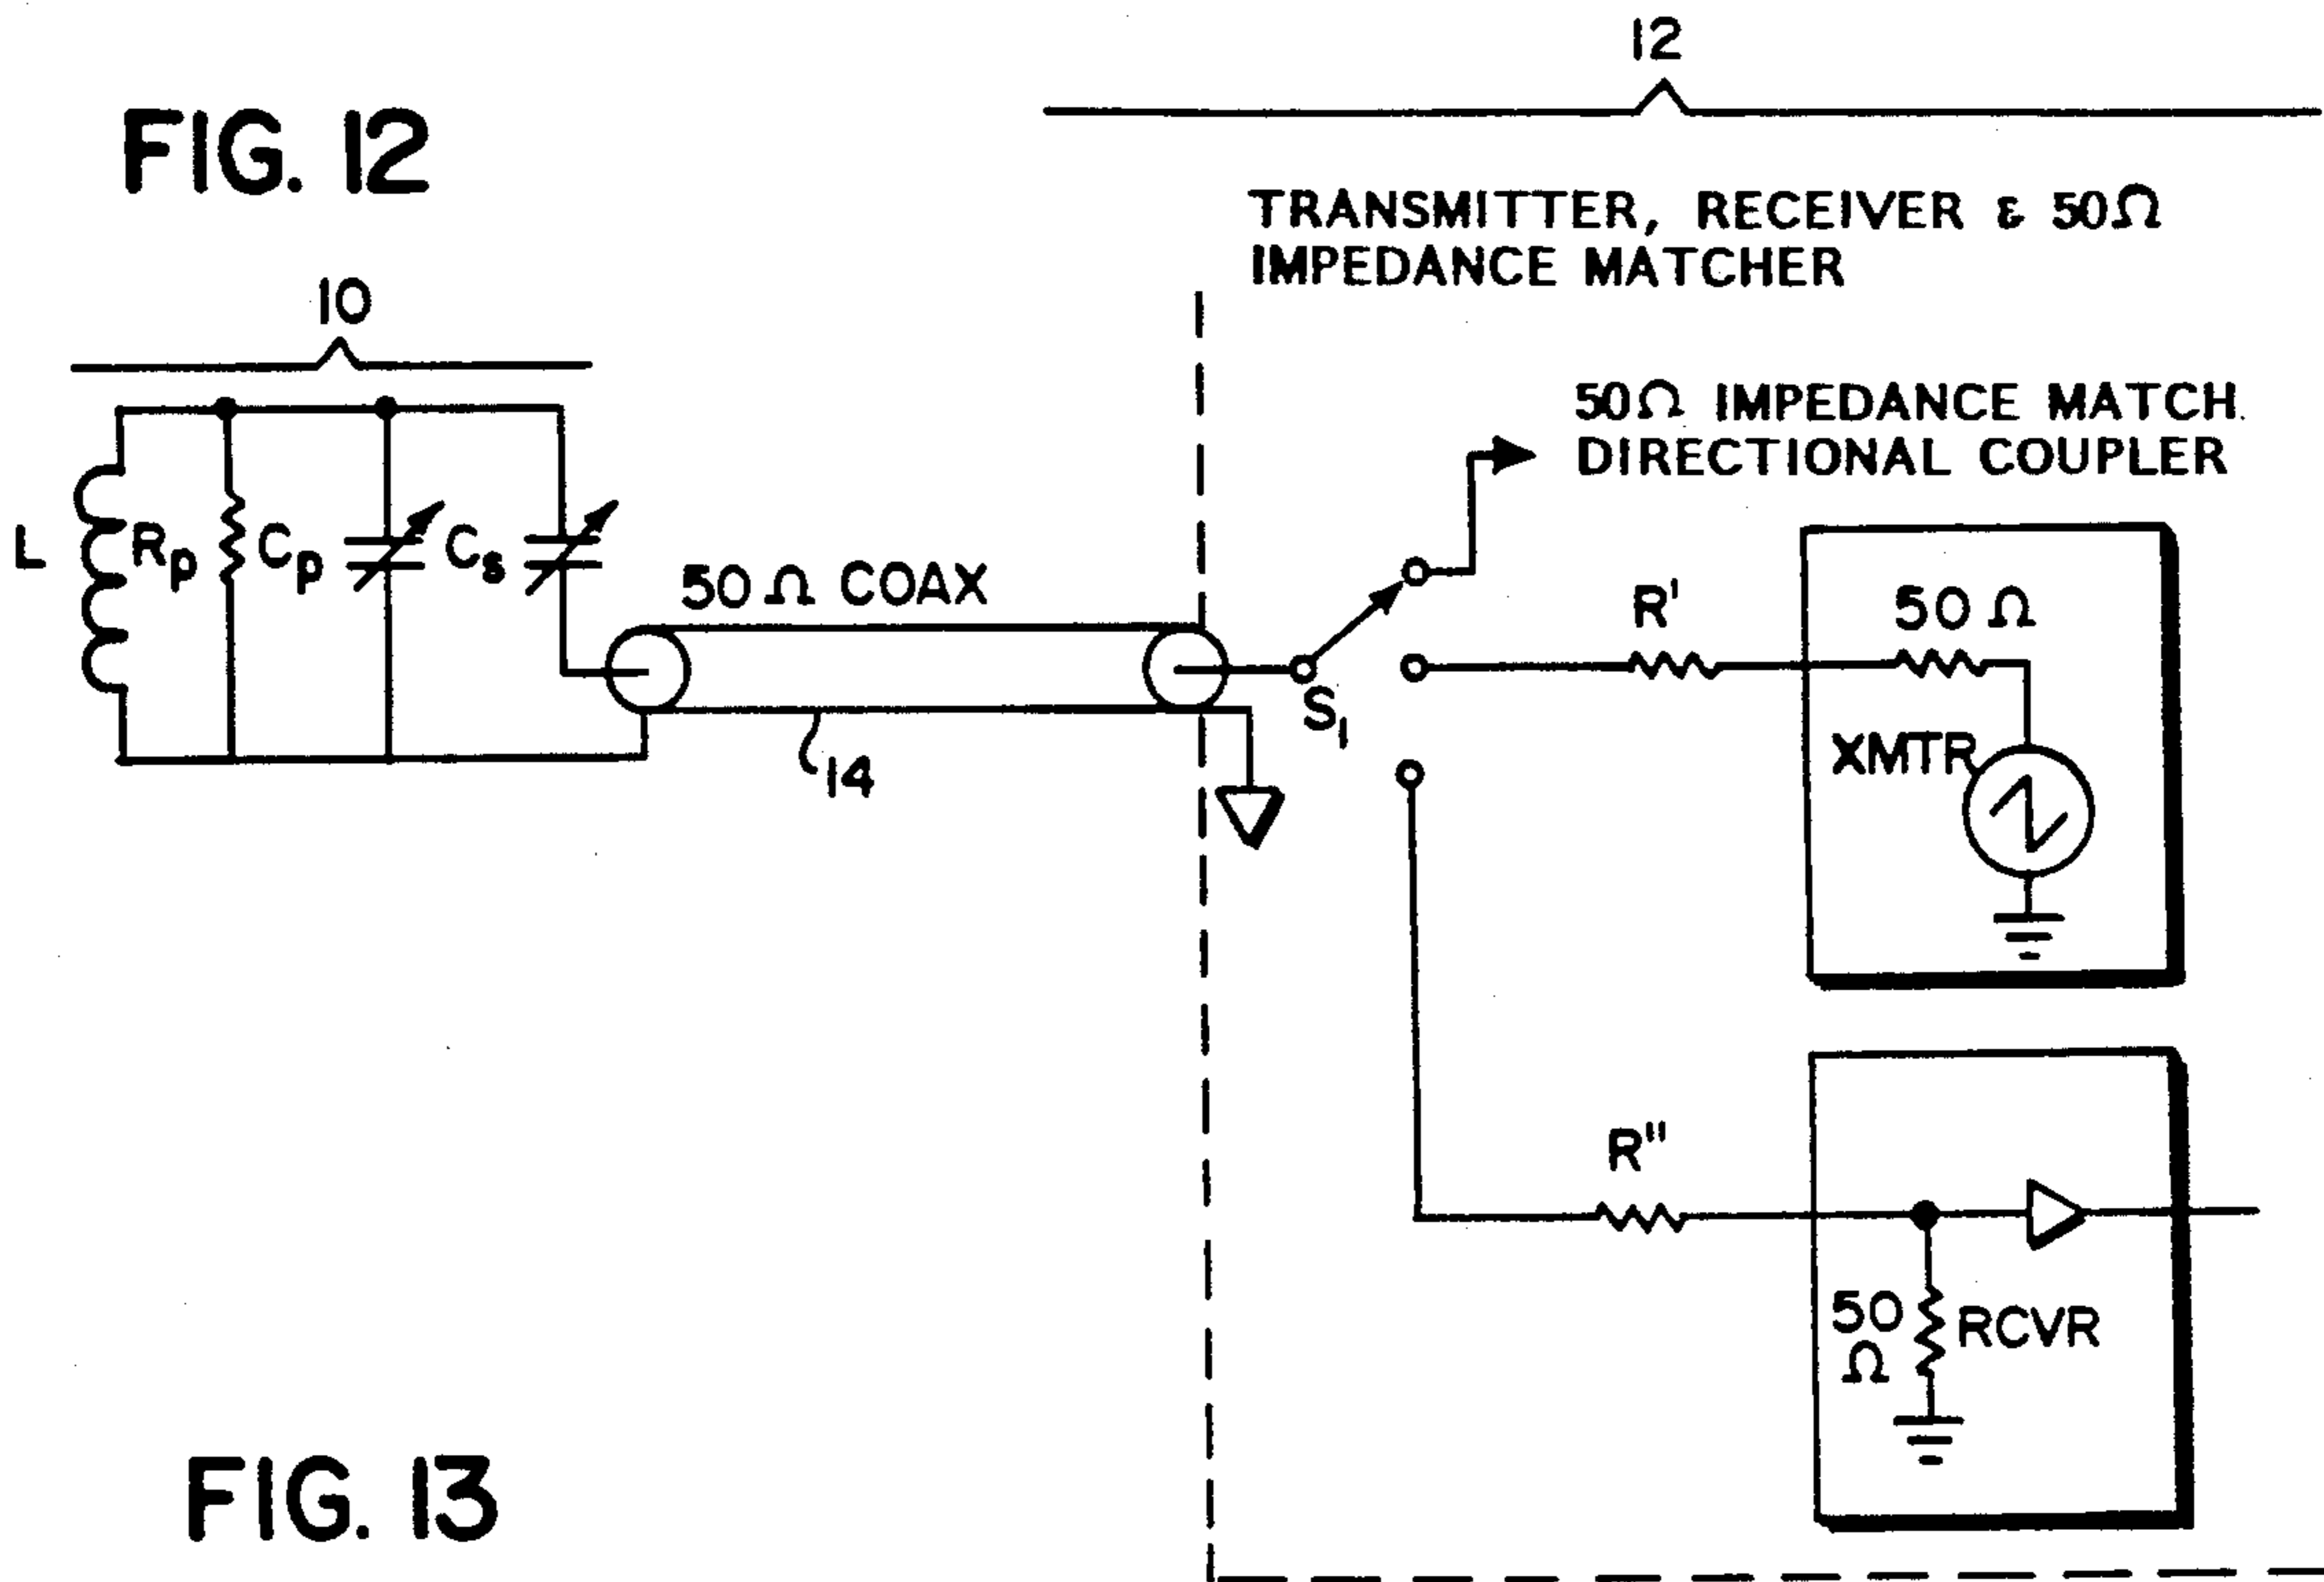 12
FIG. 12
TRANSMITTER, RECEIVER & 50Ω
IMPEDANCE MATCHER
10
50Ω IMPEDANCE MATCH.
DIRECTIONAL COUPLER
L
Rp
Cp
Cs
50 Ω COAX
R'
50 Ω
S1
XMTR
14
R"
50
Ω
RCVR
FIG. 13